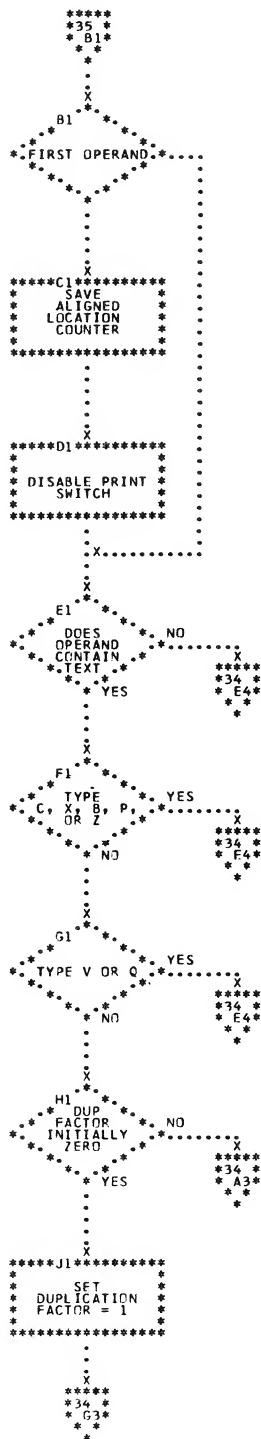 35
B1
B1
FIRST OPERAND
C1
SAVE
ALIGNED
LOCATION
COUNTER
D1
DISABLE PRINT
SWITCH
E1
DOES
OPERAND
CONTAIN
TEXT
NO
YES
34
E4
F1
TYPE
C, X, B, P,
OR Z
YES
NO
34
E4
G1
TYPE V OR Q
YES
NO
34
E4
H1
DUP
FACTOR
INITIALLY
ZERO
NO
YES
34
A3
J1
SET
DUPLICATION
FACTOR = 1
34
G3